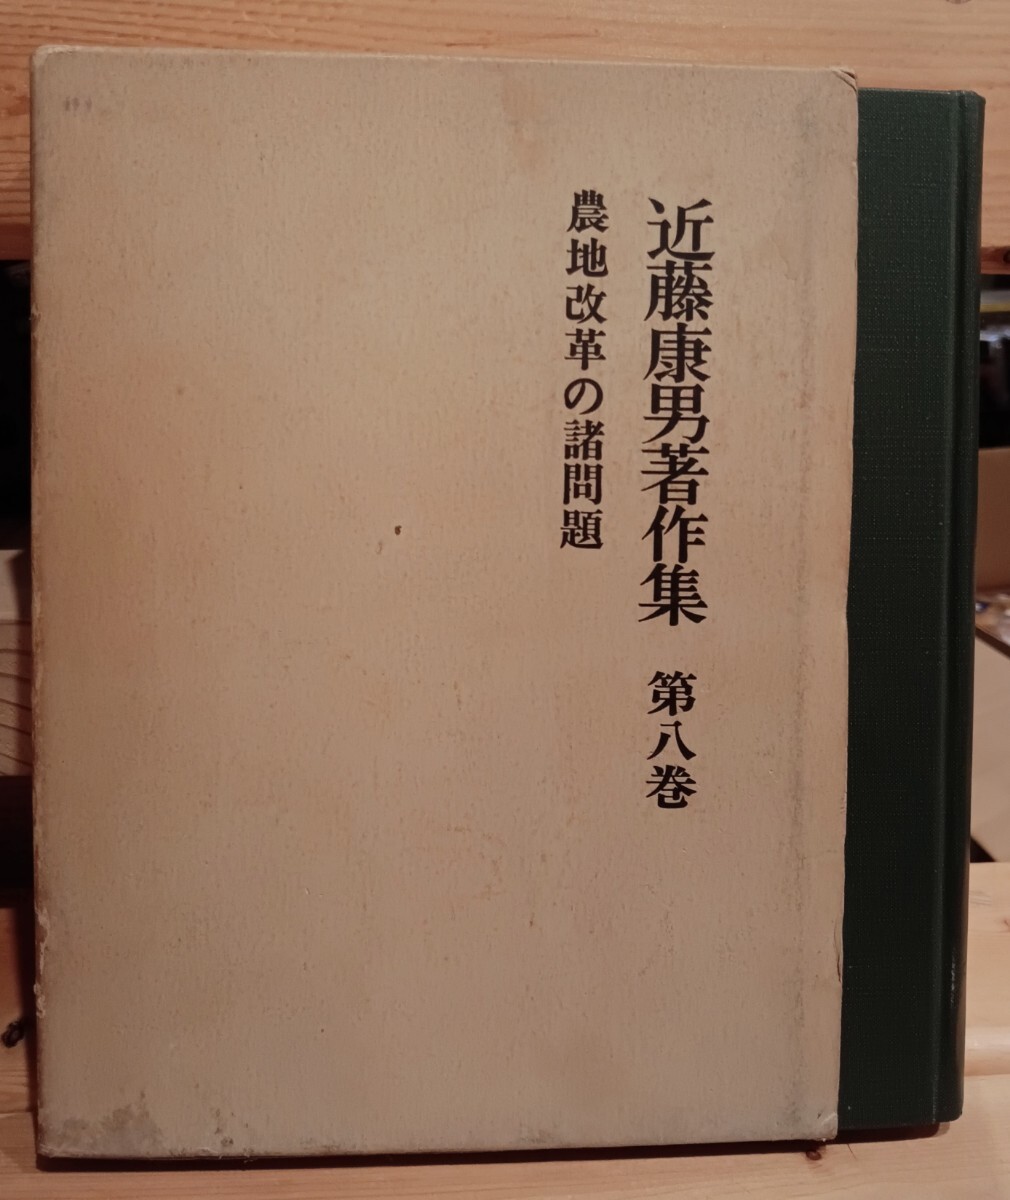 近藤康男著作集 第八巻
農地改革の諸問題